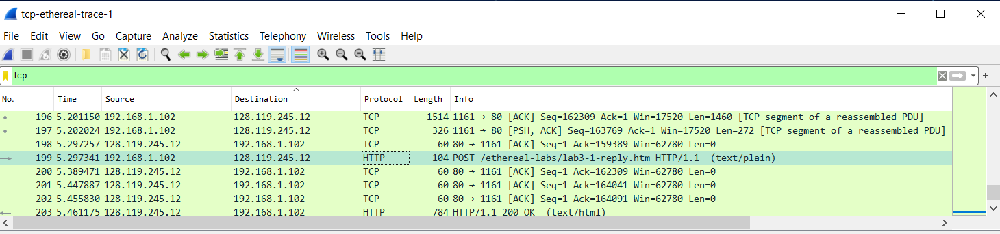 tcp-ethereal-trace-1
File Edit View Go Capture Analyze Statistics Telephony Wireless Tools Help
tcp
No. Time Source Destination Protocol Length Info
196 5.201150 192.168.1.102 128.119.245.12 TCP 1514 1161 → 80 [ACK] Seq=162309 Ack=1 Win=17520 Len=1460 [TCP segment of a reassembled PDU]
197 5.202024 192.168.1.102 128.119.245.12 TCP 326 1161 → 80 [PSH, ACK] Seq=163769 Ack=1 Win=17520 Len=272 [TCP segment of a reassembled PDU]
198 5.297257 128.119.245.12 192.168.1.102 TCP 60 80 → 1161 [ACK] Seq=1 Ack=159389 Win=62780 Len=0
199 5.297341 192.168.1.102 128.119.245.12 HTTP 104 POST /ethereal-labs/lab3-1-reply.htm HTTP/1.1 (text/plain)
200 5.389471 128.119.245.12 192.168.1.102 TCP 60 80 → 1161 [ACK] Seq=1 Ack=162309 Win=62780 Len=0
201 5.447887 128.119.245.12 192.168.1.102 TCP 60 80 → 1161 [ACK] Seq=1 Ack=164041 Win=62780 Len=0
202 5.455830 128.119.245.12 192.168.1.102 TCP 60 80 → 1161 [ACK] Seq=1 Ack=164091 Win=62780 Len=0
203 5.461175 128.119.245.12 192.168.1.102 HTTP 784 HTTP/1.1 200 OK (text/html)